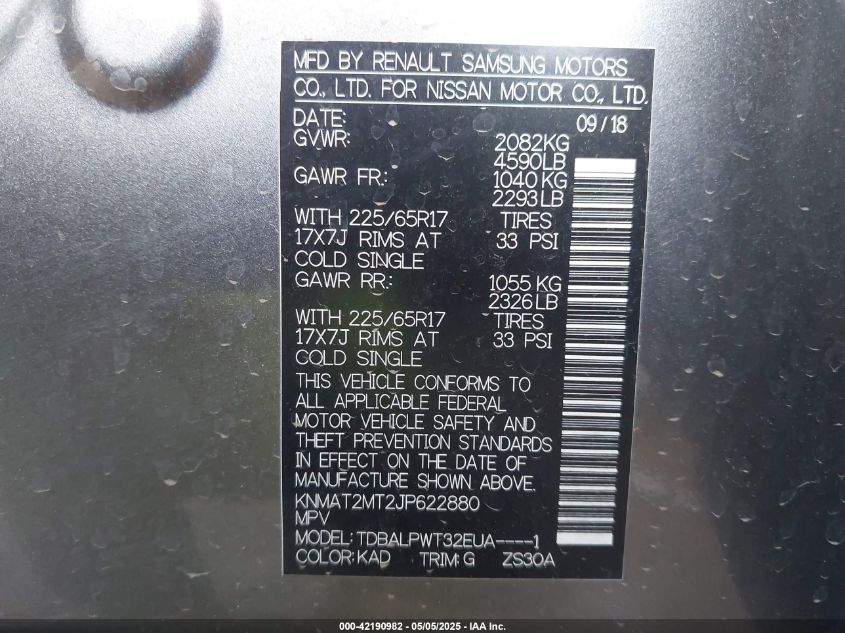 MFD BY RENAULT SAMSUNG MOTORS
CO., LTD. FOR NISSAN MOTOR CO., LTD.
DATE: 09/18
GVWR: 2082KG
4590LB
GAWR FR: 1040 KG
2293 LB
WITH 225/65R17 TIRES
17X7J RIMS AT 33 PSI
COLD SINGLE
GAWR RR: 1055 KG
2326 LB
WITH 225/65R17 TIRES
17X7J RIMS AT 33 PSI
COLD SINGLE
THIS VEHICLE CONFORMS TO
ALL APPLICABLE FEDERAL
MOTOR VEHICLE SAFETY AND
THEFT PREVENTION STANDARDS
IN EFFECT ON THE DATE OF
MANUFACTURE SHOWN ABOVE.
KNMAT2MT2JP622880
MPV
MODEL: TDBALPWT32EUA----1
COLOR: KAD TRIM: G ZS30A
000-42190982 - 05/05/2025 - IAA Inc.